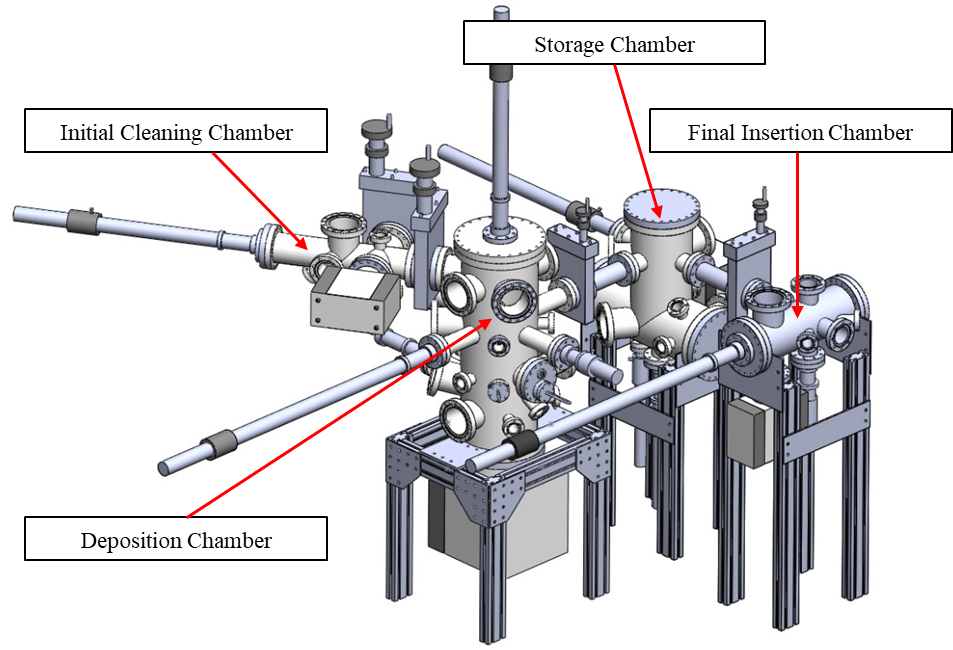 Storage Chamber
Initial Cleaning Chamber
Final Insertion Chamber
Deposition Chamber